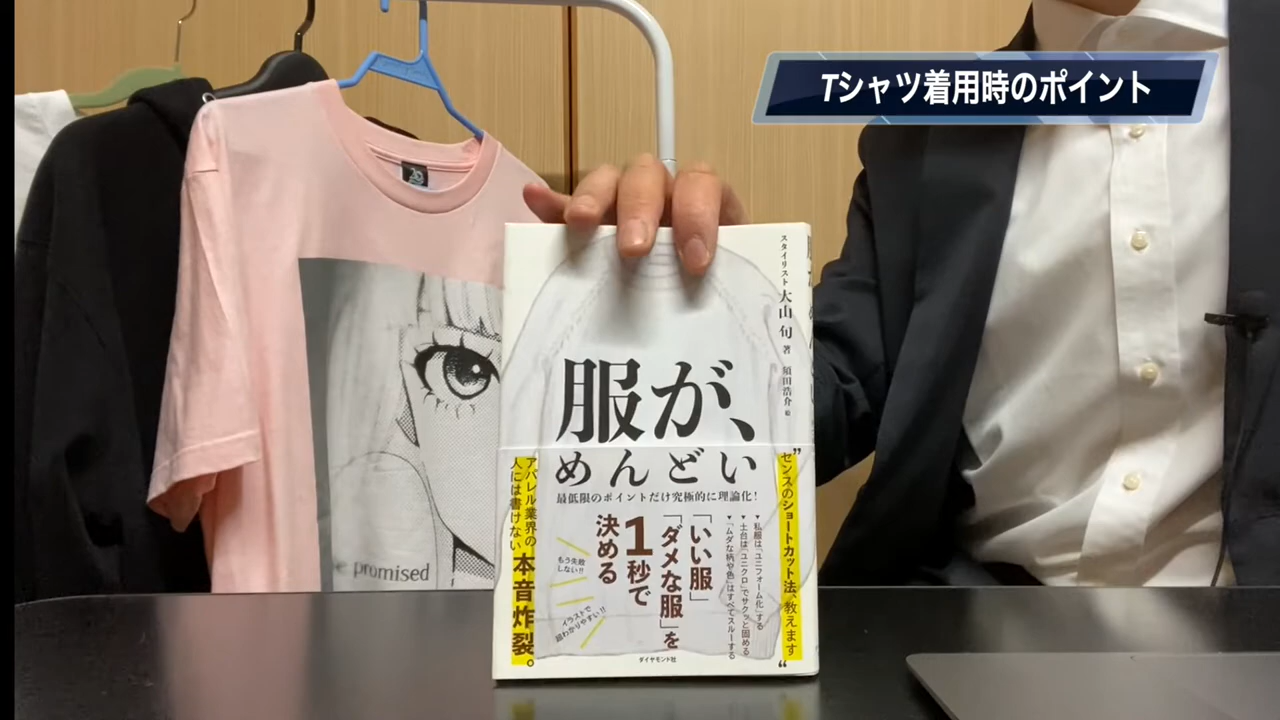 Tシャツ着用時のポイント
スタイリスト 大山 旬 著 須田浩介 絵
服が、
めんどい
最低限のポイントだけ究極的に理論化!
"センスのショートカット法、教えます"
▼私服は「ユニフォーム化」する
▼土台は「ユニクロ」でサクッと固める
▼「ムダな柄や色」はすべてスルーする
「いい服」
「ダメな服」を
1秒で
決める
もう失敗
しない!!
イラストで
超わかりやすい!!
アパレル業界の
人には書けない
本音炸裂。
ダイヤモンド社
promised